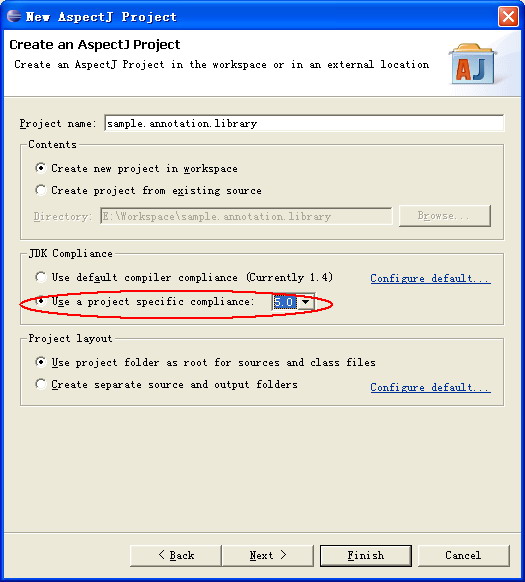 New AspectJ Project
Create an AspectJ Project
Create an AspectJ Project in the workspace or in an external location
AJ
Project name: sample.annotation.library
Contents
Create new project in workspace
Create project from existing source
Directory: E:\Workspace\sample.annotation.library Browse...
JDK Compliance
Use default compiler compliance (Currently 1.4) Configure default...
Use a project specific compliance: 5.0
Project layout
Use project folder as root for sources and class files
Create separate source and output folders Configure default...
< Back Next > Finish Cancel